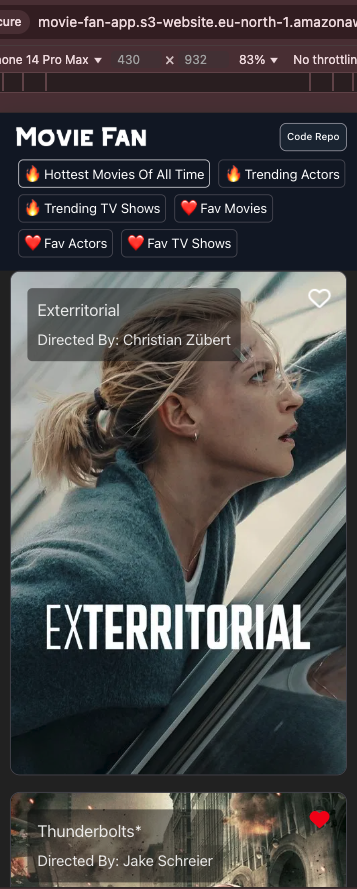 cure movie-fan-app.s3-website.eu-north-1.amazonaw
one 14 Pro Max 430 × 932 83% No throttlin
MOVIE FAN
Code Repo
🔥 Hottest Movies Of All Time 🔥 Trending Actors
🔥 Trending TV Shows ❤️ Fav Movies
❤️ Fav Actors ❤️ Fav TV Shows
Exterritorial
Directed By: Christian Zübert
EXTERRITORIAL
Thunderbolts*
Directed By: Jake Schreier